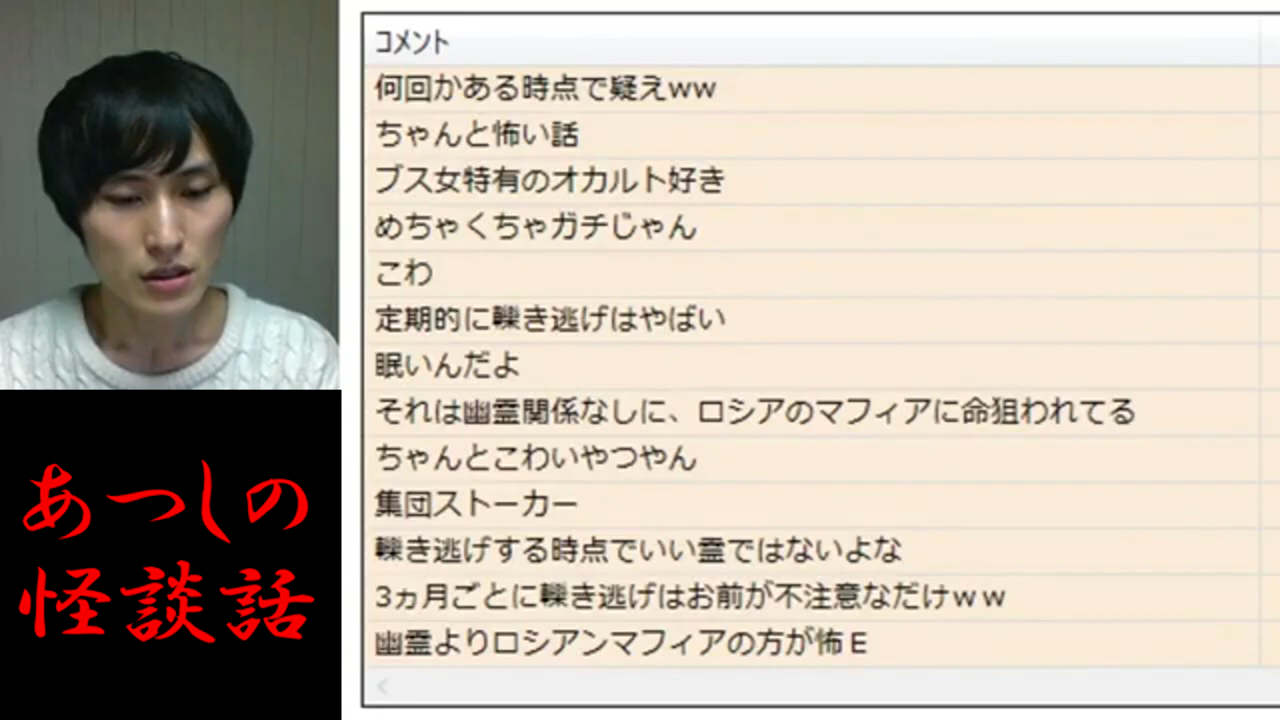 コメント
何回かある時点で疑えww
ちゃんと怖い話
ブス女特有のオカルト好き
めちゃくちゃガチじゃん
こわ
定期的に轢き逃げはやばい
眠いんだよ
それは幽霊関係なしに、ロシアのマフィアに命狙われてる
ちゃんとこわいやつやん
集団ストーカー
轢き逃げする時点でいい霊ではないよな
3ヵ月ごとに轢き逃げはお前が不注意なだけｗｗ
幽霊よりロシアンマフィアの方が怖Ｅ
あつしの
怪談話